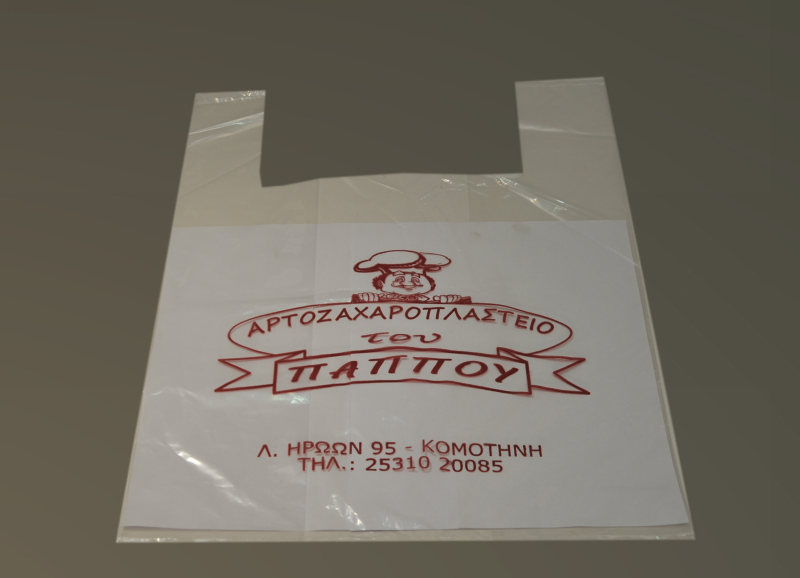 ΑΡΤΟΖΑΧΑΡΟΠΛΑΣΤΕΙΟ
του
ΠΑΠΠΟΥ
Λ. ΗΡΩΩΝ 95 - ΚΟΜΟΤΗΝΗ
ΤΗΛ.: 25310 20085